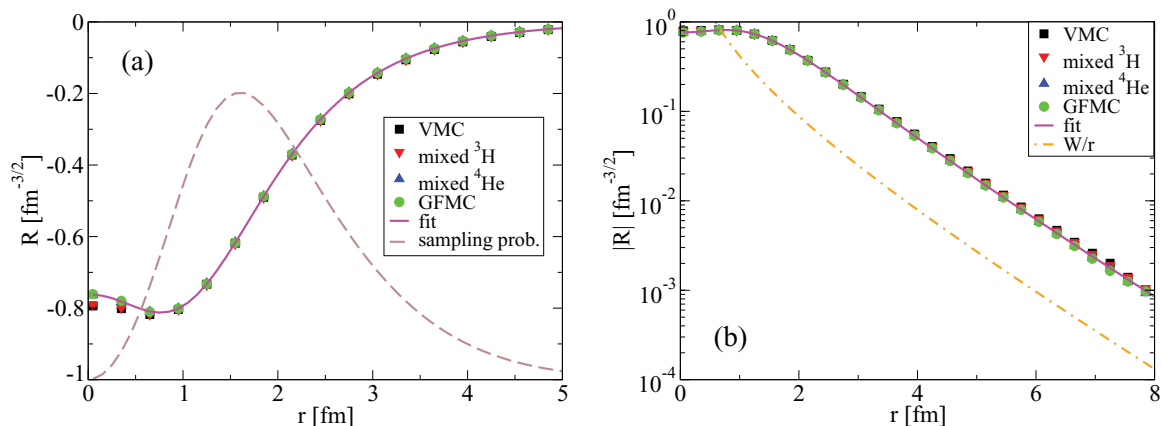 (a)
R [fm^{-3/2}]
0
-0.2
-0.4
-0.6
-0.8
-1
VMC
mixed ³H
mixed ⁴He
GFMC
fit
sampling prob.
0 1 2 3 4 5
r [fm]
(b)
|R| [fm^{-3/2}]
10^0
10^{-1}
10^{-2}
10^{-3}
10^{-4}
VMC
mixed ³H
mixed ⁴He
GFMC
fit
W/r
0 2 4 6 8
r [fm]